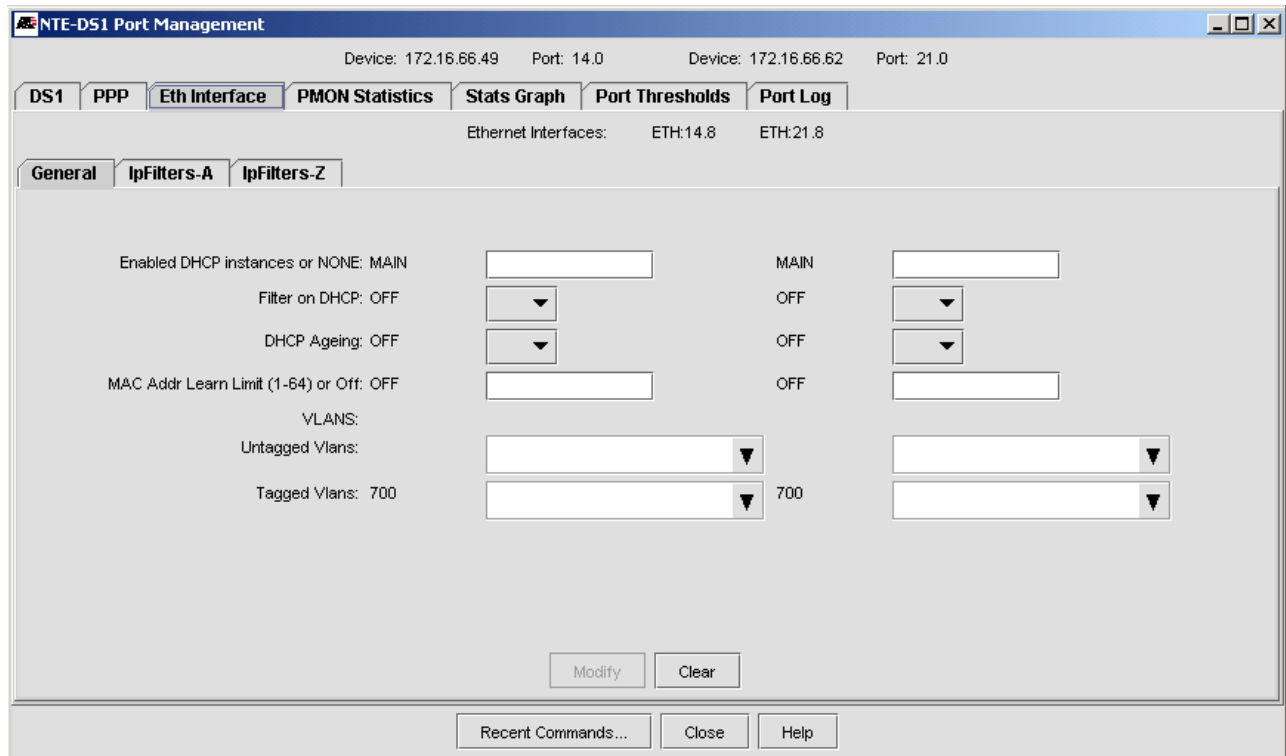 NTE-DS1 Port Management
Device: 172.16.66.49 Port: 14.0 Device: 172.16.66.62 Port: 21.0
DS1 PPP Eth Interface PMON Statistics Stats Graph Port Thresholds Port Log
Ethernet Interfaces: ETH:14.8 ETH:21.8
General IpFilters-A IpFilters-Z
Enabled DHCP instances or NONE: MAIN MAIN
Filter on DHCP: OFF OFF
DHCP Ageing: OFF OFF
MAC Addr Learn Limit (1-64) or Off: OFF OFF
VLANS:
Untagged Vlans:
Tagged Vlans: 700 700
Modify Clear
Recent Commands... Close Help